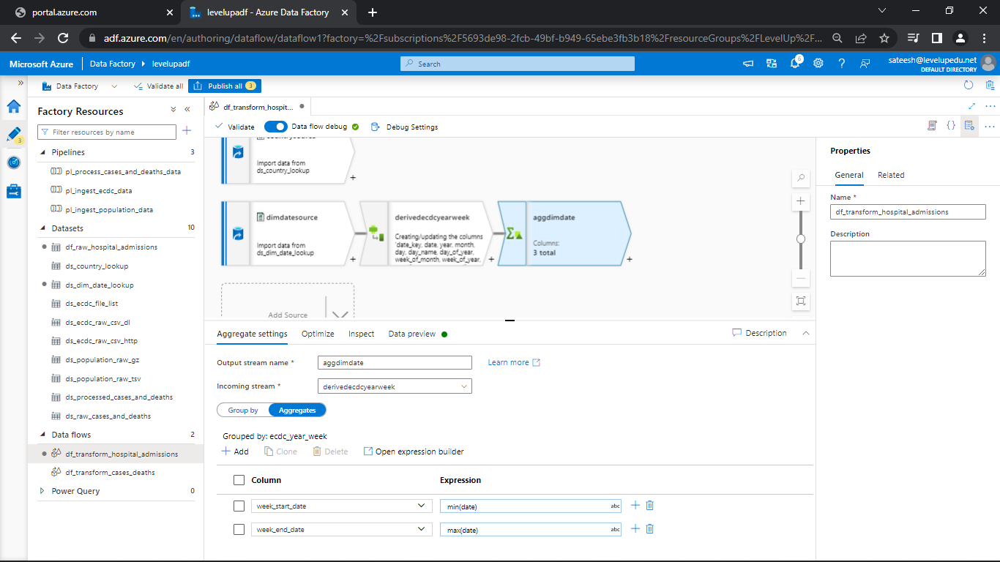 portal.azure.com
levelupadf - Azure Data Factory
adf.azure.com/en/authoring/dataflow/dataflow1?factory=%2Fsubscriptions%2F5693de98-2fcb-49bf-b949-65ebe3fb3b18%2FresourceGroups%2FLevelUp%2F...
Microsoft Azure
Data Factory
levelupadf
Search
6
sateesh@levelupedu.net
DEFAULT DIRECTORY
Data Factory
Validate all
Publish all 3
Factory Resources
Filter resources by name
3
Pipelines 3
pl_process_cases_and_deaths_data
pl_ingest_ecdc_data
pl_ingest_population_data
Datasets 10
df_raw_hospital_admissions
ds_country_lookup
ds_dim_date_lookup
ds_ecdc_file_list
ds_ecdc_raw_csv_dl
ds_ecdc_raw_csv_http
ds_population_raw_gz
ds_population_raw_tsv
ds_processed_cases_and_deaths
ds_raw_cases_and_deaths
Data flows 2
df_transform_hospital_admissions
df_transform_cases_deaths
Power Query 0
df_transform_hospit...
Validate
Data flow debug
Debug Settings
countrysource
Import data from
ds_country_lookup
dimdatesource
Import data from
ds_dim_date_lookup
derivedecdcyearweek
Creating/updating the columns
'date_key, date, year, month,
day, day_name, day_of_year,
week_of_month, week_of_year,
aggdimdate
Columns:
3 total
Add Source
Aggregate settings
Optimize
Inspect
Data preview
Description
Output stream name *
aggdimdate
Learn more
Incoming stream *
derivedecdcyearweek
Group by
Aggregates
Grouped by: ecdc_year_week
Add
Clone
Delete
Open expression builder
Column
Expression
week_start_date
min(date)
abc
week_end_date
max(date)
abc
Properties
General
Related
Name *
df_transform_hospital_admissions
Description